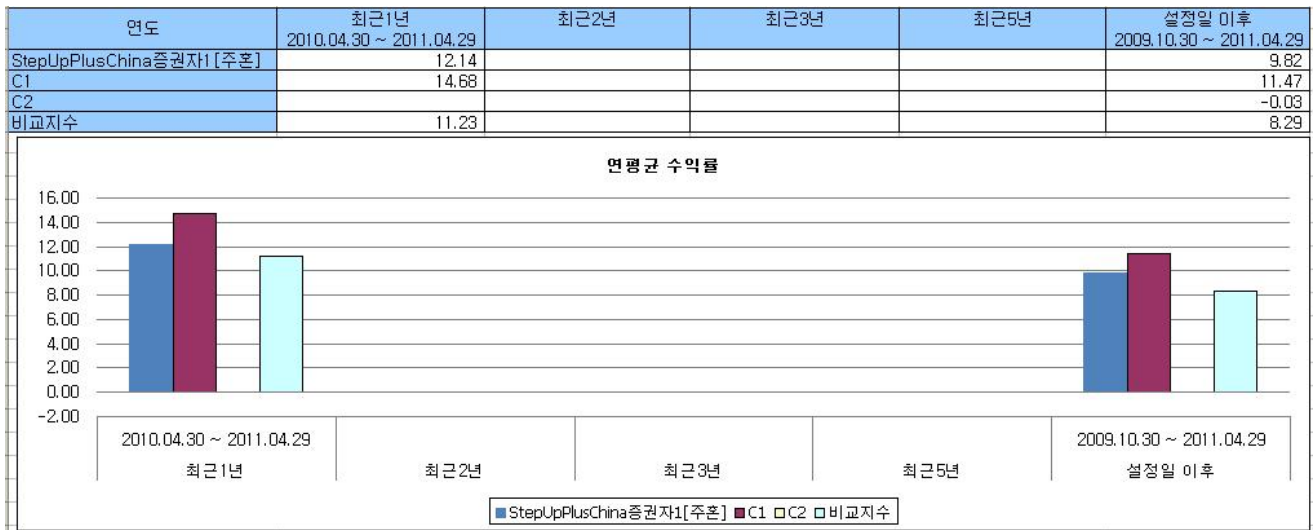 연도 최근1년 최근2년 최근3년 최근5년 설정일 이후
2010.04.30 ~ 2011.04.29 2009.10.30 ~ 2011.04.29
StepUpPlusChina증권자1[주혼] 12.14 9.82
C1 14.68 11.47
C2 -0.03
비교지수 11.23 8.29
연평균 수익률
16.00
14.00
12.00
10.00
8.00
6.00
4.00
2.00
0.00
-2.00
2010.04.30 ~ 2011.04.29 2009.10.30 ~ 2011.04.29
최근1년 최근2년 최근3년 최근5년 설정일 이후
StepUpPlusChina증권자1[주혼] C1 C2 비교지수